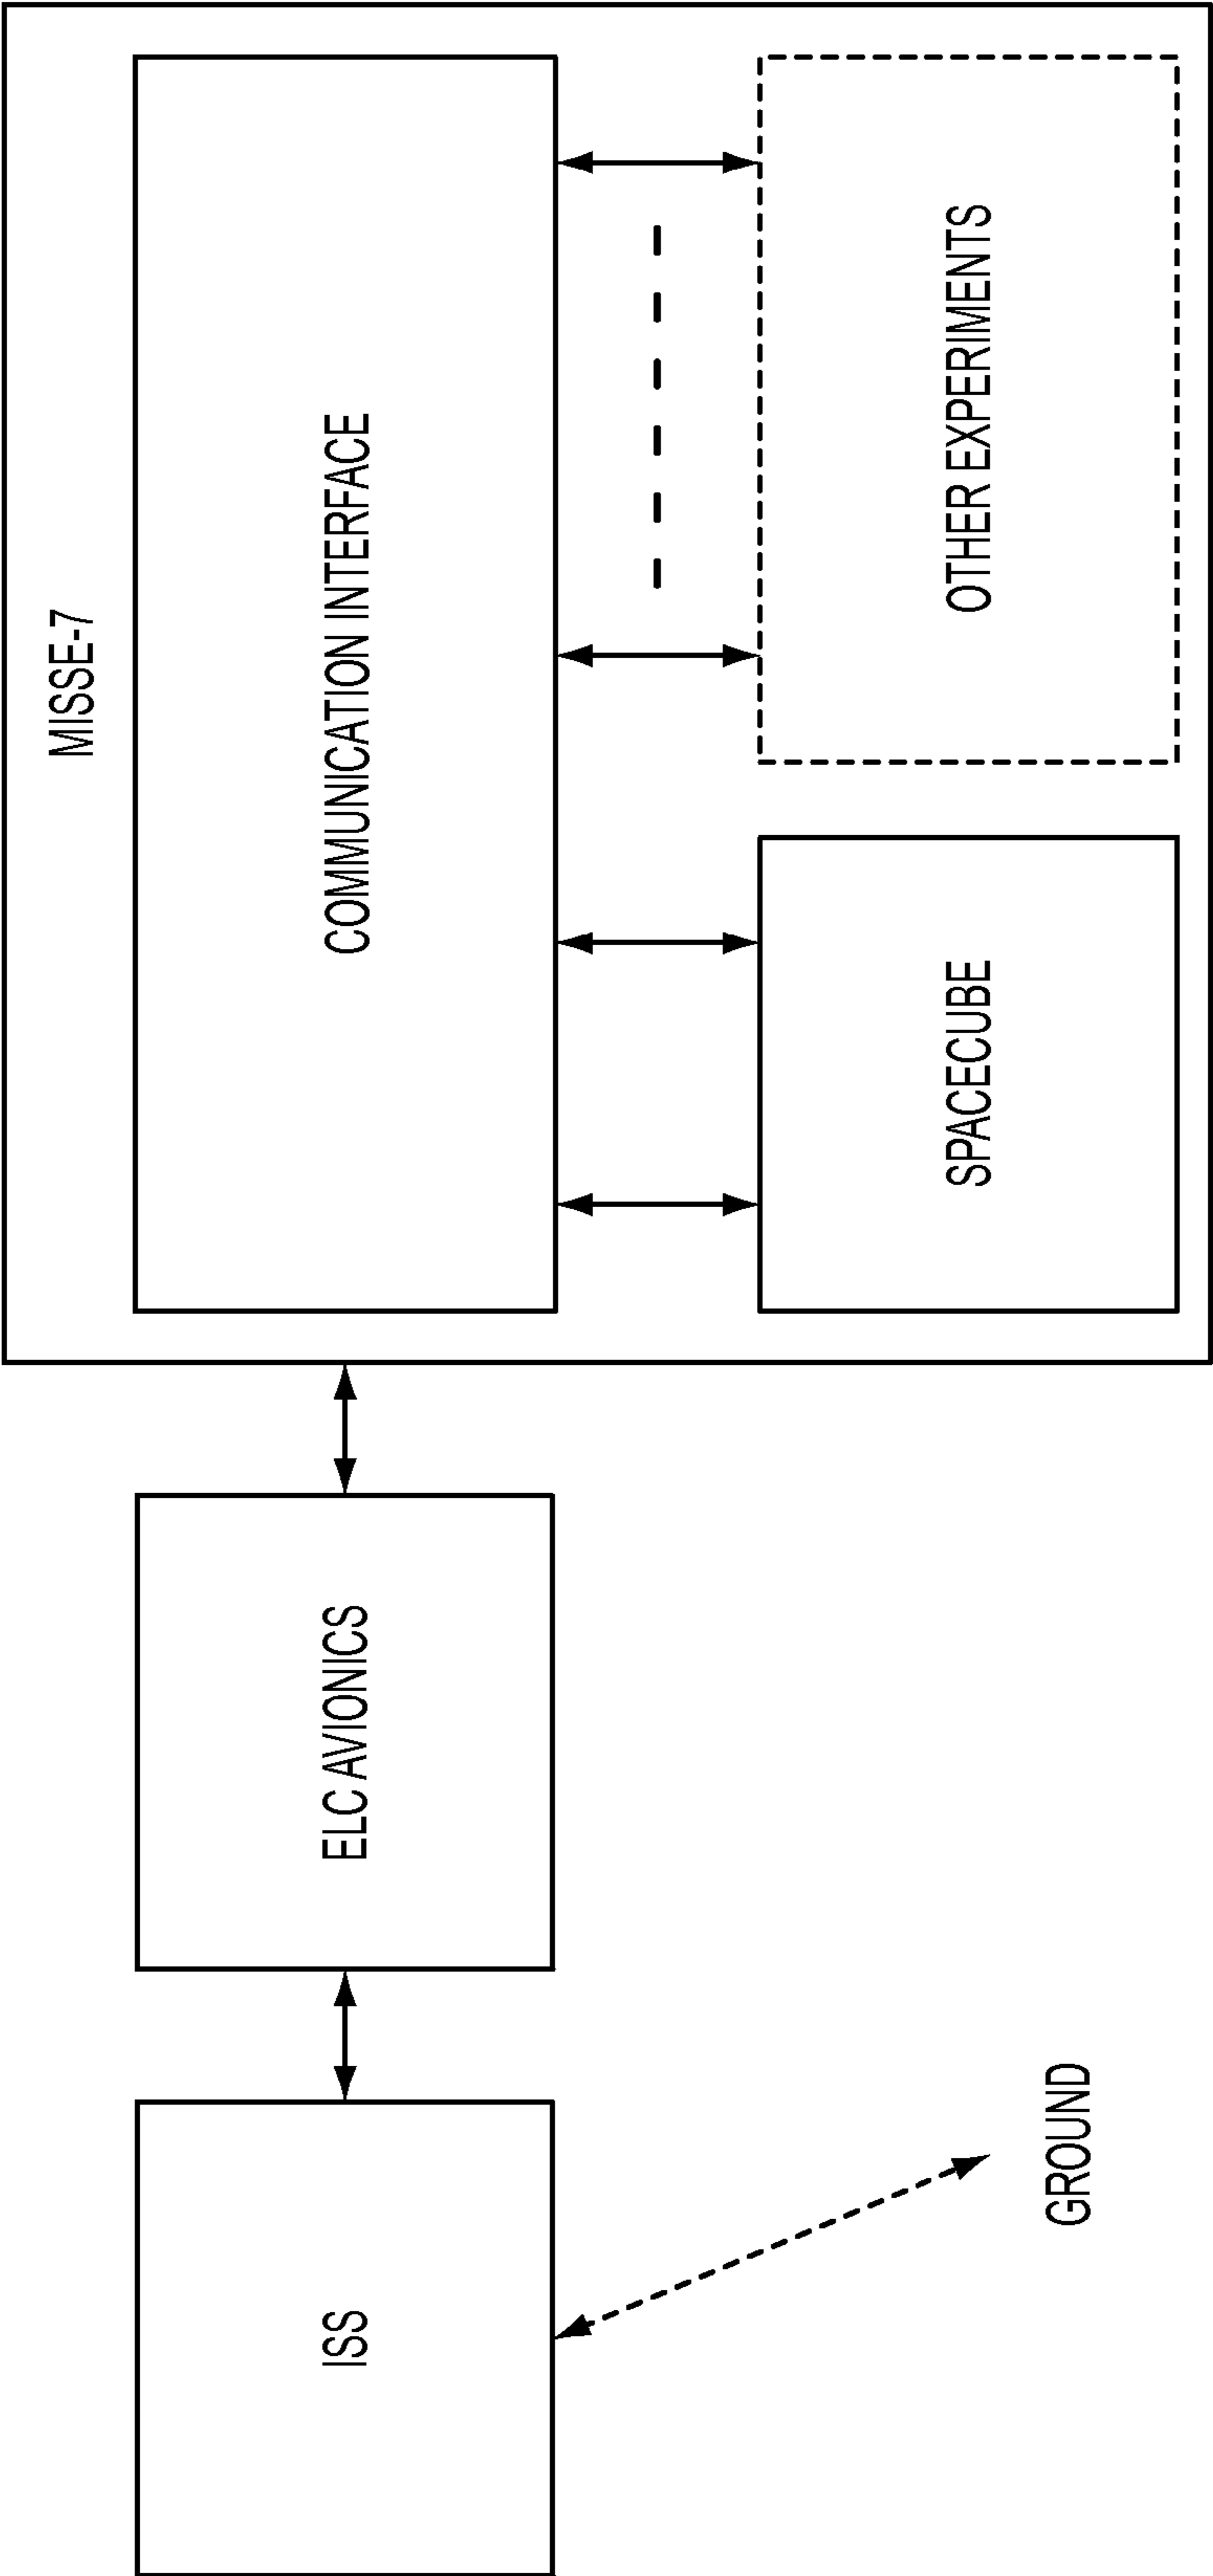 MISSE-7
ISS
ELC AVIONICS
COMMUNICATION INTERFACE
SPACECUBE
OTHER EXPERIMENTS
GROUND